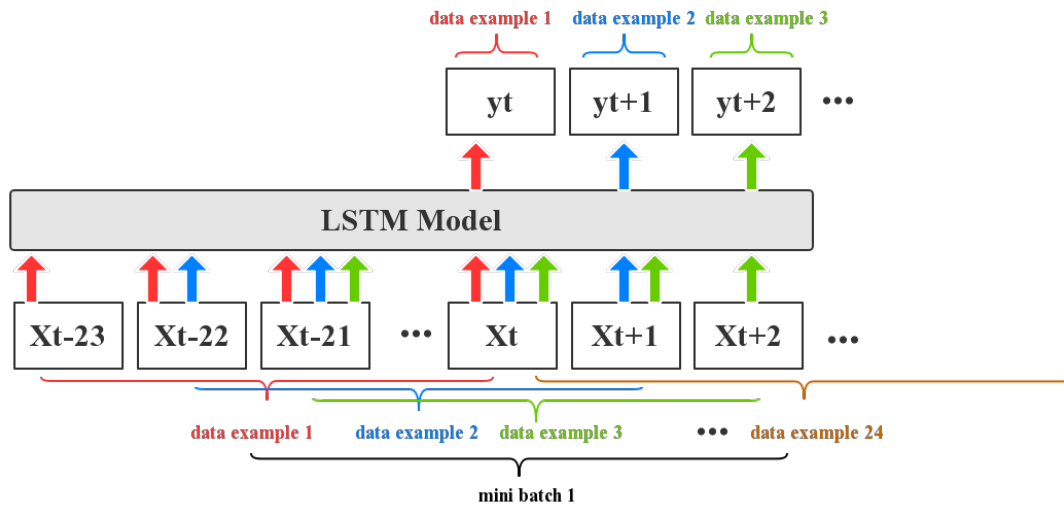 data example 1 data example 2 data example 3
yt yt+1 yt+2 •••
LSTM Model
Xt-23 Xt-22 Xt-21 ••• Xt Xt+1 Xt+2 •••
data example 1 data example 2 data example 3 ••• data example 24
mini batch 1